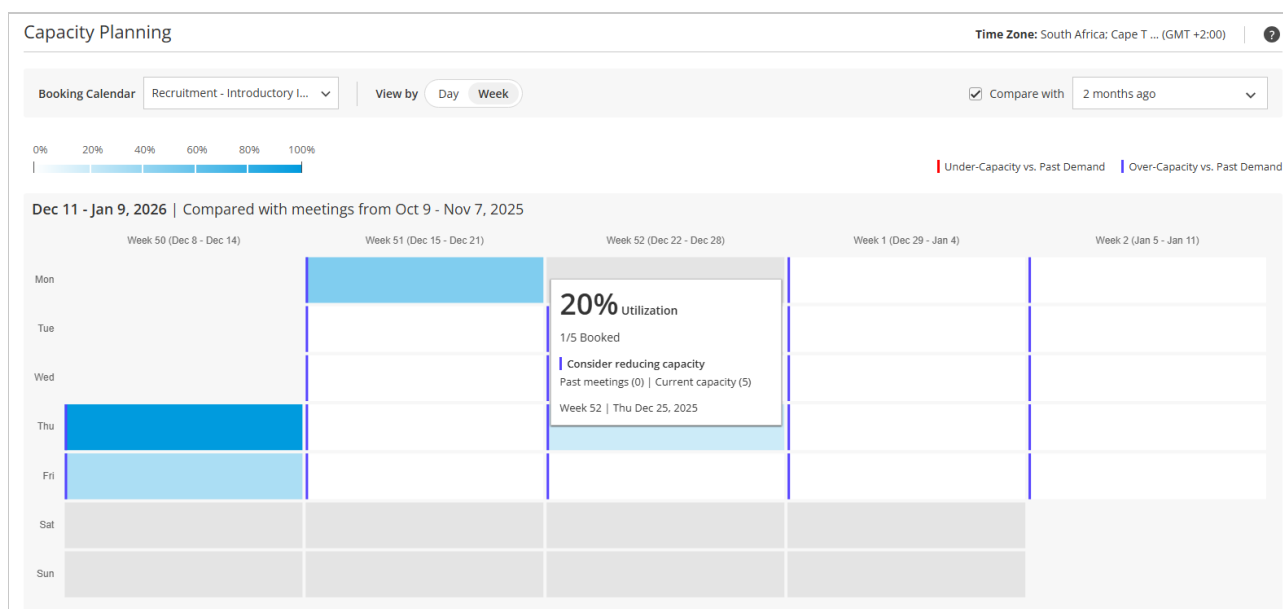 Capacity Planning
Time Zone: South Africa; Cape T ... (GMT +2:00)
?
Booking Calendar
Recruitment - Introductory I...
View by
Day
Week
Compare with
2 months ago
0%
20%
40%
60%
80%
100%
Under-Capacity vs. Past Demand
Over-Capacity vs. Past Demand
Dec 11 - Jan 9, 2026 | Compared with meetings from Oct 9 - Nov 7, 2025
Week 50 (Dec 8 - Dec 14)
Week 51 (Dec 15 - Dec 21)
Week 52 (Dec 22 - Dec 28)
Week 1 (Dec 29 - Jan 4)
Week 2 (Jan 5 - Jan 11)
Mon
Tue
Wed
Thu
Fri
Sat
Sun
20% Utilization
1/5 Booked
Consider reducing capacity
Past meetings (0) | Current capacity (5)
Week 52 | Thu Dec 25, 2025